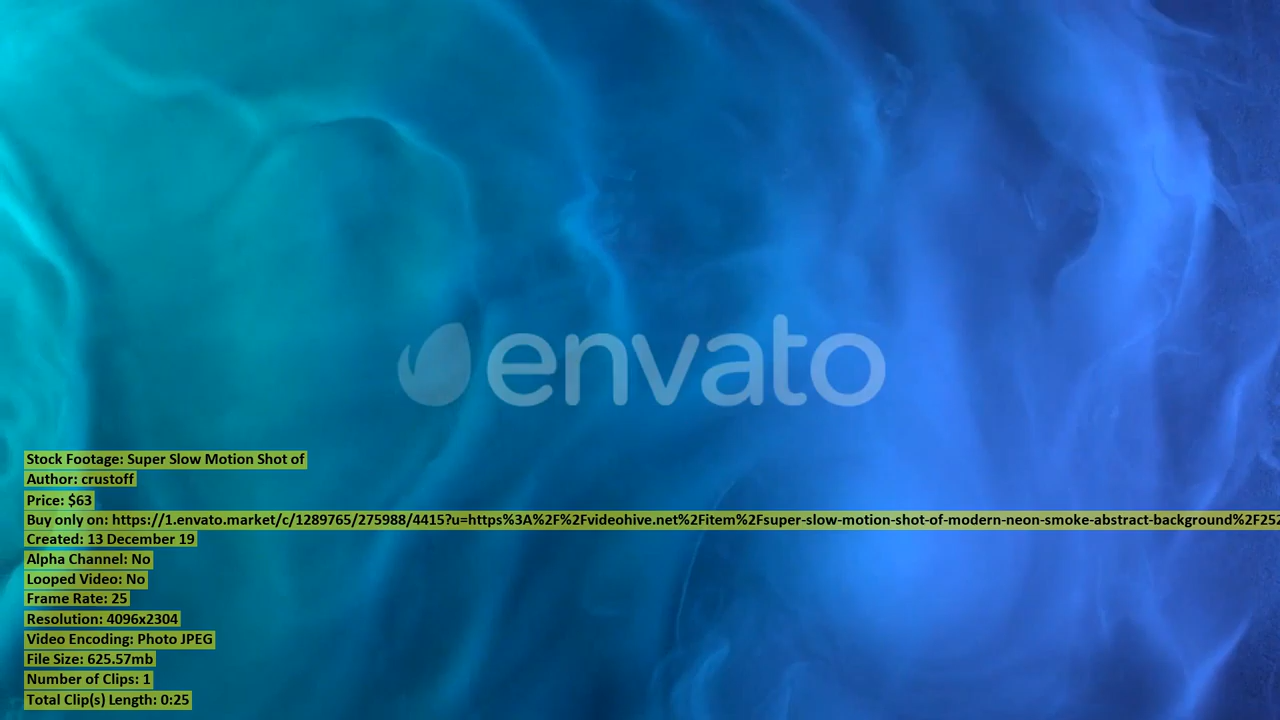 envato
Stock Footage: Super Slow Motion Shot of
Author: crustoff
Price: $63
Buy only on: https://1.envato.market/c/1289765/275988/4415?u=https%3A%2F%2Fvideohive.net%2Fitem%2Fsuper-slow-motion-shot-of-modern-neon-smoke-abstract-background%2F252
Created: 13 December 19
Alpha Channel: No
Looped Video: No
Frame Rate: 25
Resolution: 4096x2304
Video Encoding: Photo JPEG
File Size: 625.57mb
Number of Clips: 1
Total Clip(s) Length: 0:25